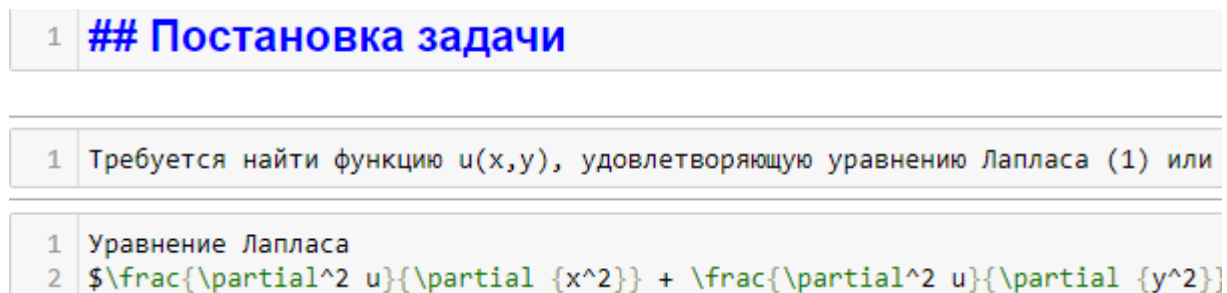 1 ## Постановка задачи
1 Требуется найти функцию u(x,y), удовлетворяющую уравнению Лапласа (1) или
1 Уравнение Лапласа
2 $\frac{\partial^2 u}{\partial {x^2}} + \frac{\partial^2 u}{\partial {y^2}}